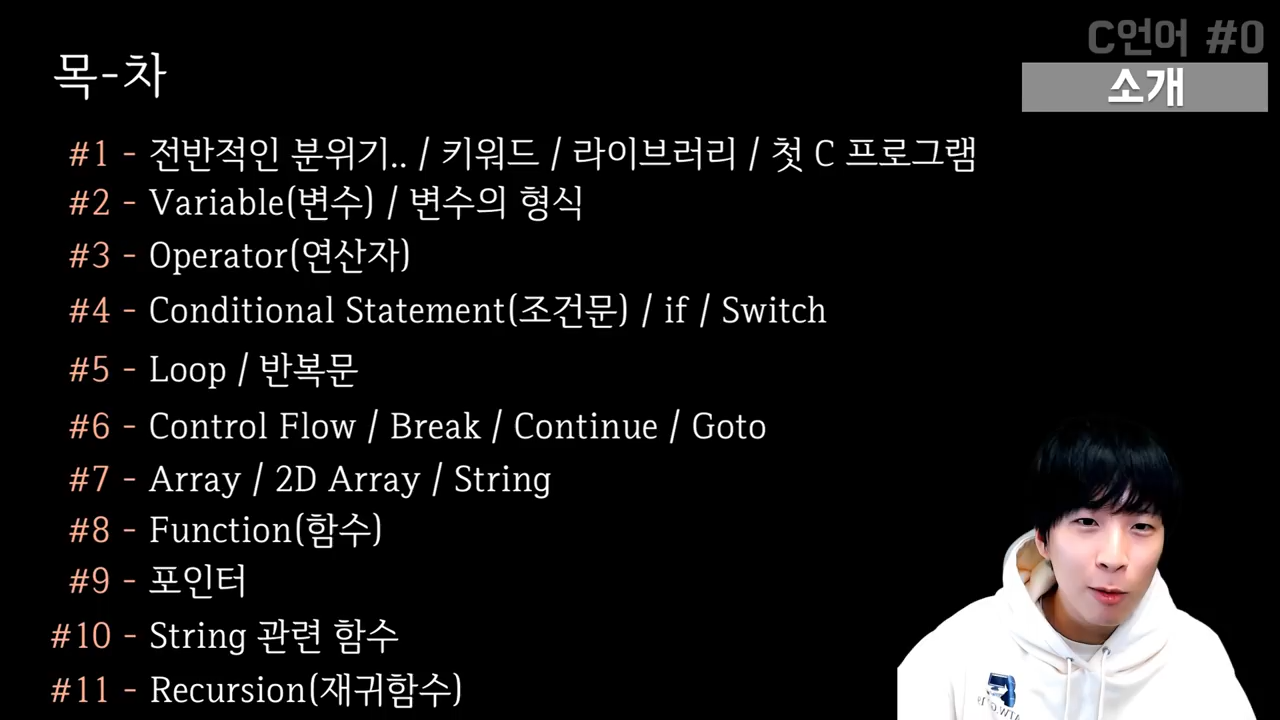 C언어 #0
소개
목-차
#1 - 전반적인 분위기.. / 키워드 / 라이브러리 / 첫 C 프로그램
#2 - Variable(변수) / 변수의 형식
#3 - Operator(연산자)
#4 - Conditional Statement(조건문) / if / Switch
#5 - Loop / 반복문
#6 - Control Flow / Break / Continue / Goto
#7 - Array / 2D Array / String
#8 - Function(함수)
#9 - 포인터
#10 - String 관련 함수
#11 - Recursion(재귀함수)